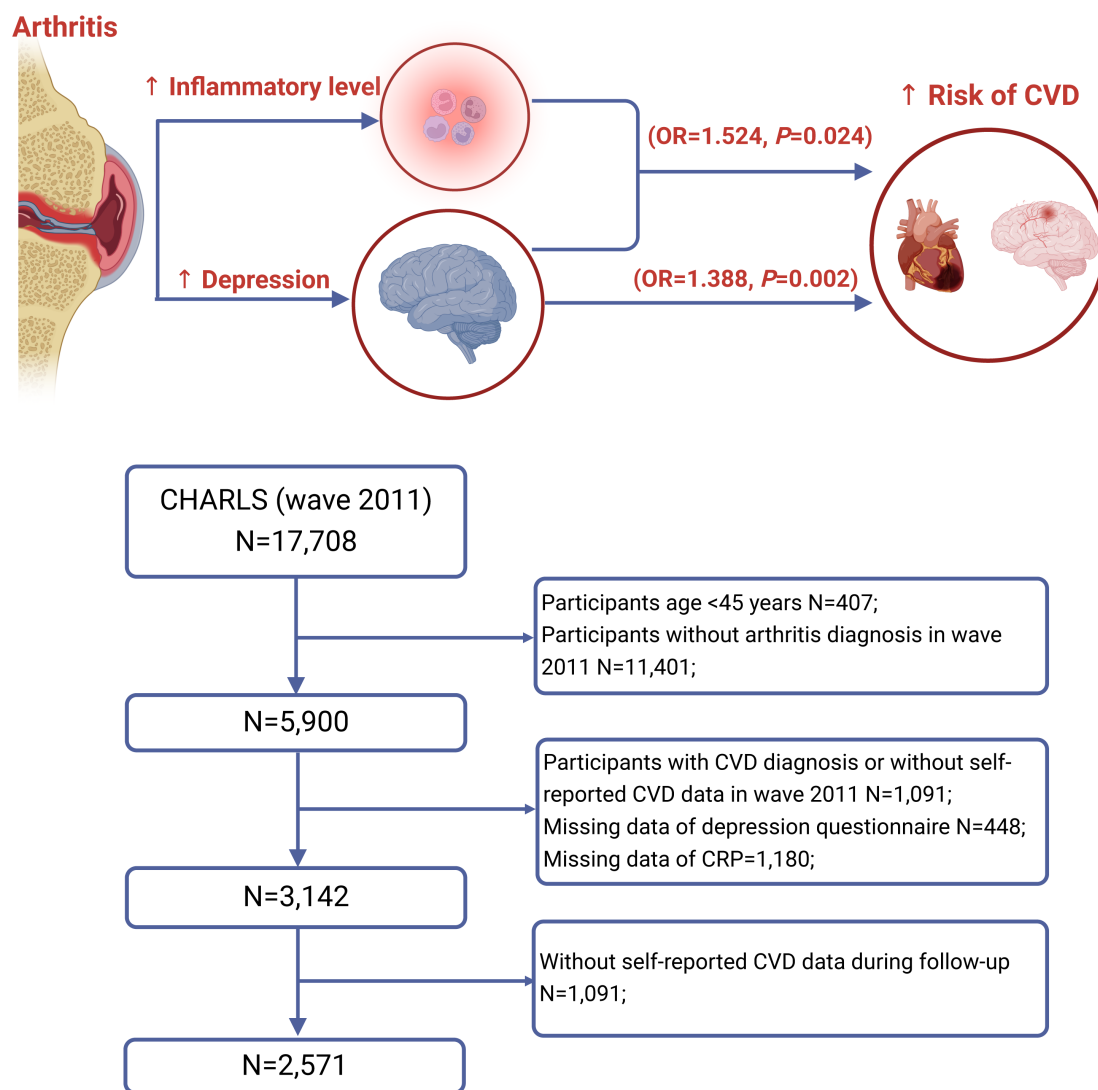 Arthritis
↑ Inflammatory level
↑ Risk of CVD
(OR=1.524, P=0.024)
↑ Depression
(OR=1.388, P=0.002)
CHARLS (wave 2011)
N=17,708
Participants age <45 years N=407;
Participants without arthritis diagnosis in wave
2011 N=11,401;
N=5,900
Participants with CVD diagnosis or without self-
reported CVD data in wave 2011 N=1,091;
Missing data of depression questionnaire N=448;
Missing data of CRP=1,180;
N=3,142
Without self-reported CVD data during follow-up
N=1,091;
N=2,571